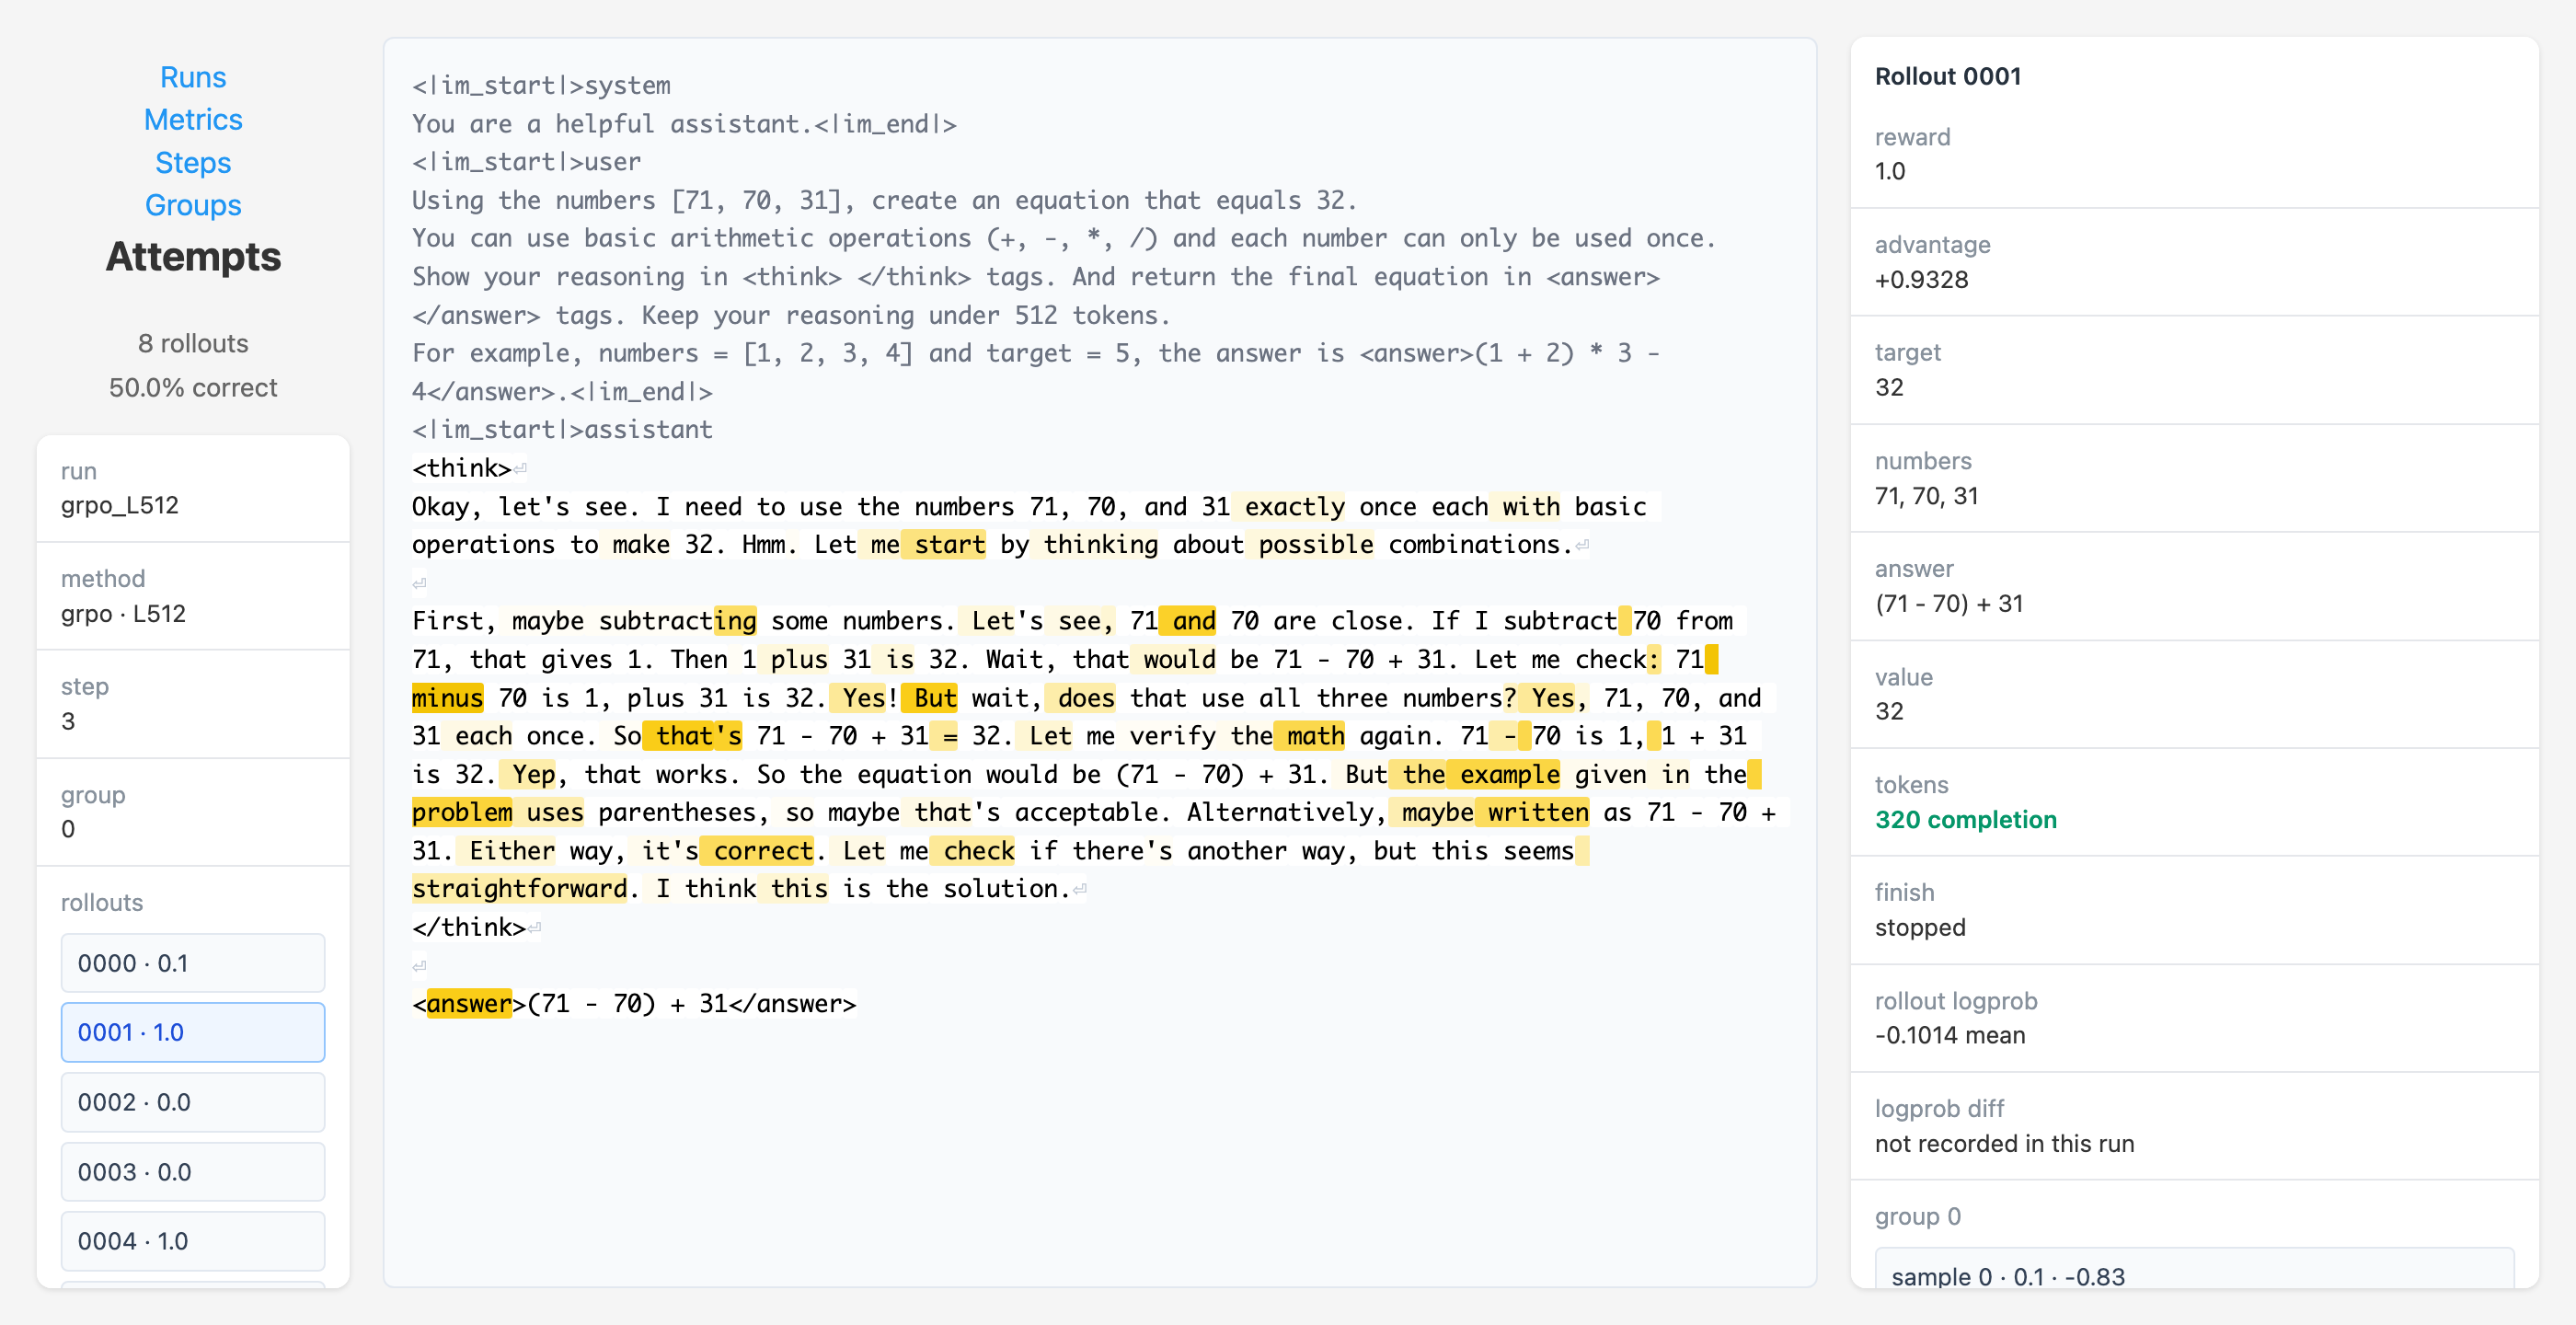 Runs
Metrics
Steps
Groups
Attempts
8 rollouts
50.0% correct
run
grpo_L512
method
grpo · L512
step
3
group
0
rollouts
0000 · 0.1
0001 · 1.0
0002 · 0.0
0003 · 0.0
0004 · 1.0
<|im_start|>system
You are a helpful assistant.<|im_end|>
<|im_start|>user
Using the numbers [71, 70, 31], create an equation that equals 32.
You can use basic arithmetic operations (+, -, *, /) and each number can only be used once.
Show your reasoning in <think> </think> tags. And return the final equation in <answer>
</answer> tags. Keep your reasoning under 512 tokens.
For example, numbers = [1, 2, 3, 4] and target = 5, the answer is <answer>(1 + 2) * 3 -
4</answer>.<|im_end|>
<|im_start|>assistant
<think>⏎
Okay, let's see. I need to use the numbers 71, 70, and 31 exactly once each with basic
operations to make 32. Hmm. Let me start by thinking about possible combinations.⏎
⏎
First, maybe subtracting some numbers. Let's see, 71 and 70 are close. If I subtract 70 from
71, that gives 1. Then 1 plus 31 is 32. Wait, that would be 71 - 70 + 31. Let me check: 71
minus 70 is 1, plus 31 is 32. Yes! But wait, does that use all three numbers? Yes, 71, 70, and
31 each once. So that's 71 - 70 + 31 = 32. Let me verify the math again. 71 - 70 is 1, 1 + 31
is 32. Yep, that works. So the equation would be (71 - 70) + 31. But the example given in the
problem uses parentheses, so maybe that's acceptable. Alternatively, maybe written as 71 - 70 +
31. Either way, it's correct. Let me check if there's another way, but this seems
straightforward. I think this is the solution.⏎
</think>⏎
⏎
<answer>(71 - 70) + 31</answer>
Rollout 0001
reward
1.0
advantage
+0.9328
target
32
numbers
71, 70, 31
answer
(71 - 70) + 31
value
32
tokens
320 completion
finish
stopped
rollout logprob
-0.1014 mean
logprob diff
not recorded in this run
group 0
sample 0 · 0.1 · -0.83